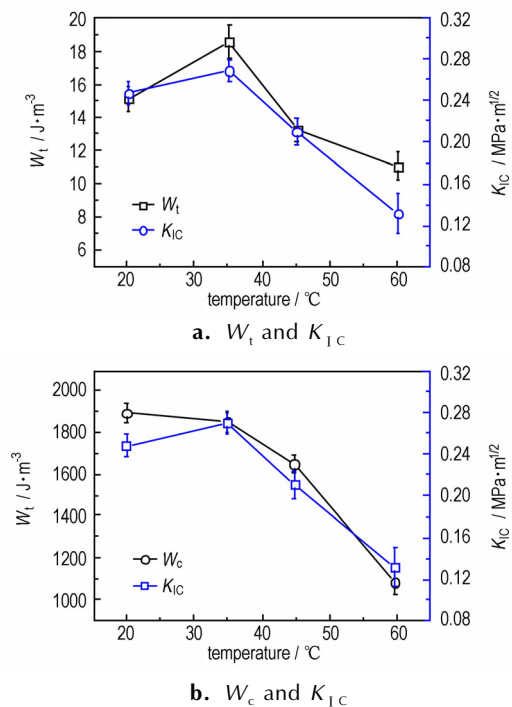 20
18
16
14
12
10
8
6
W_t / J·m⁻³
0.32
0.28
0.24
0.20
0.16
0.12
0.08
K_IC / MPa·m^1/2
W_t
K_IC
20 30 40 50 60
temperature / ℃
a. W_t and K_I C
2000
1800
1600
1400
1200
1000
W_t / J·m⁻³
0.32
0.28
0.24
0.20
0.16
0.12
0.08
K_IC / MPa·m^1/2
W_c
K_IC
20 30 40 50 60
temperature / ℃
b. W_c and K_I C